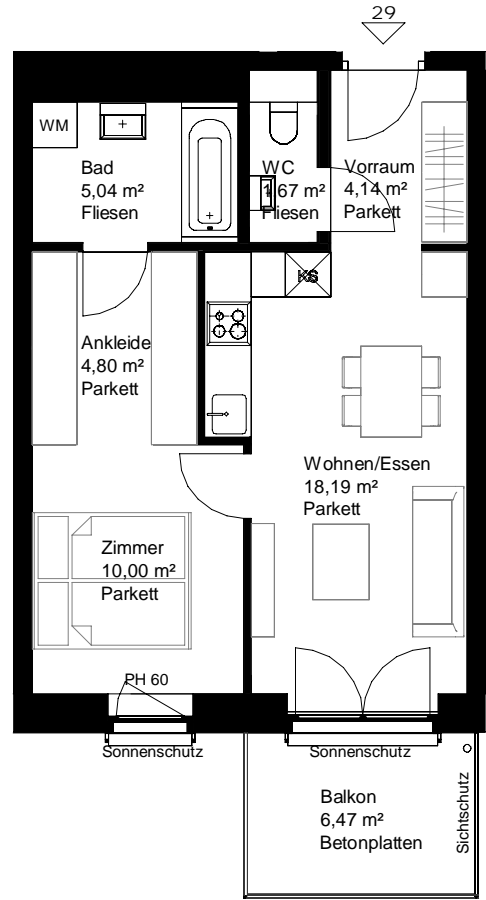 29
WM
Bad
5,04 m²
Fliesen
WC
1,67 m²
Fliesen
Vorraum
4,14 m²
Parkett
KS
Ankleide
4,80 m²
Parkett
Wohnen/Essen
18,19 m²
Parkett
Zimmer
10,00 m²
Parkett
PH 60
Sonnenschutz
Sonnenschutz
Sichtschutz
Balkon
6,47 m²
Betonplatten